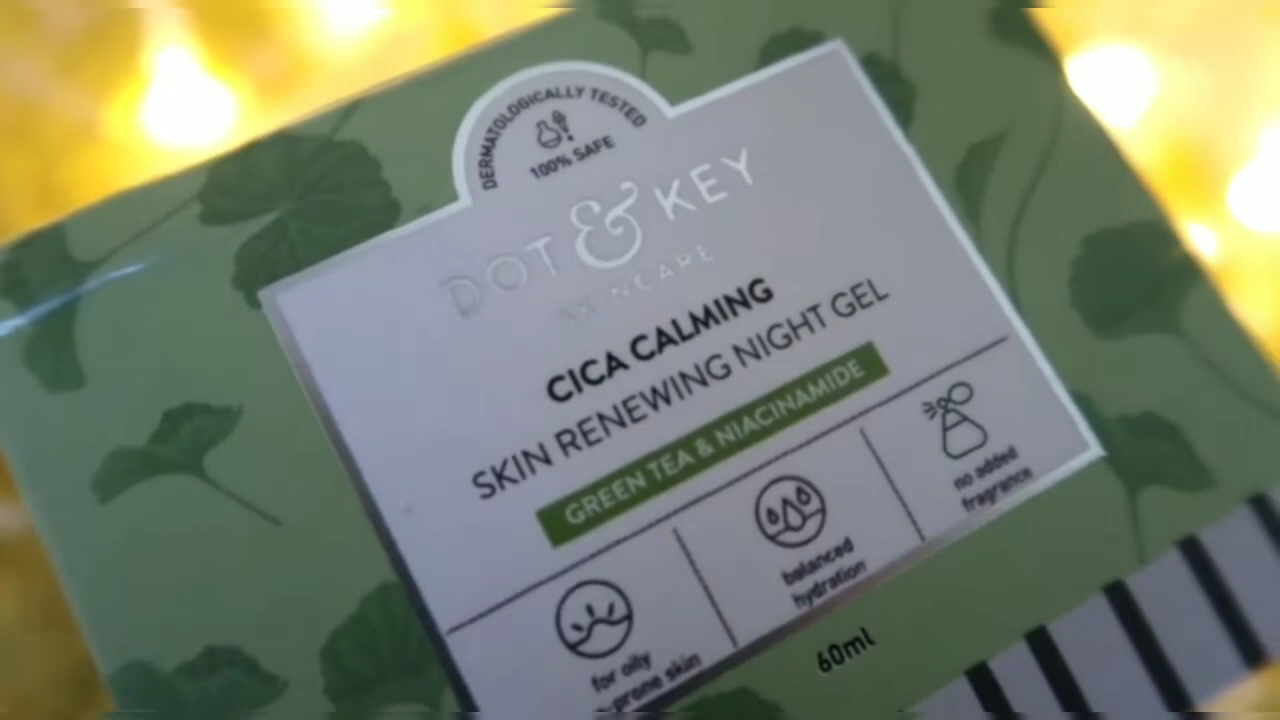 DERMATOLOGICALLY TESTED
100% SAFE
DOT & KEY
SKINCARE
CICA CALMING
SKIN RENEWING NIGHT GEL
GREEN TEA & NIACINAMIDE
for oily
prone skin
balanced
hydration
no added
fragrance
60ml